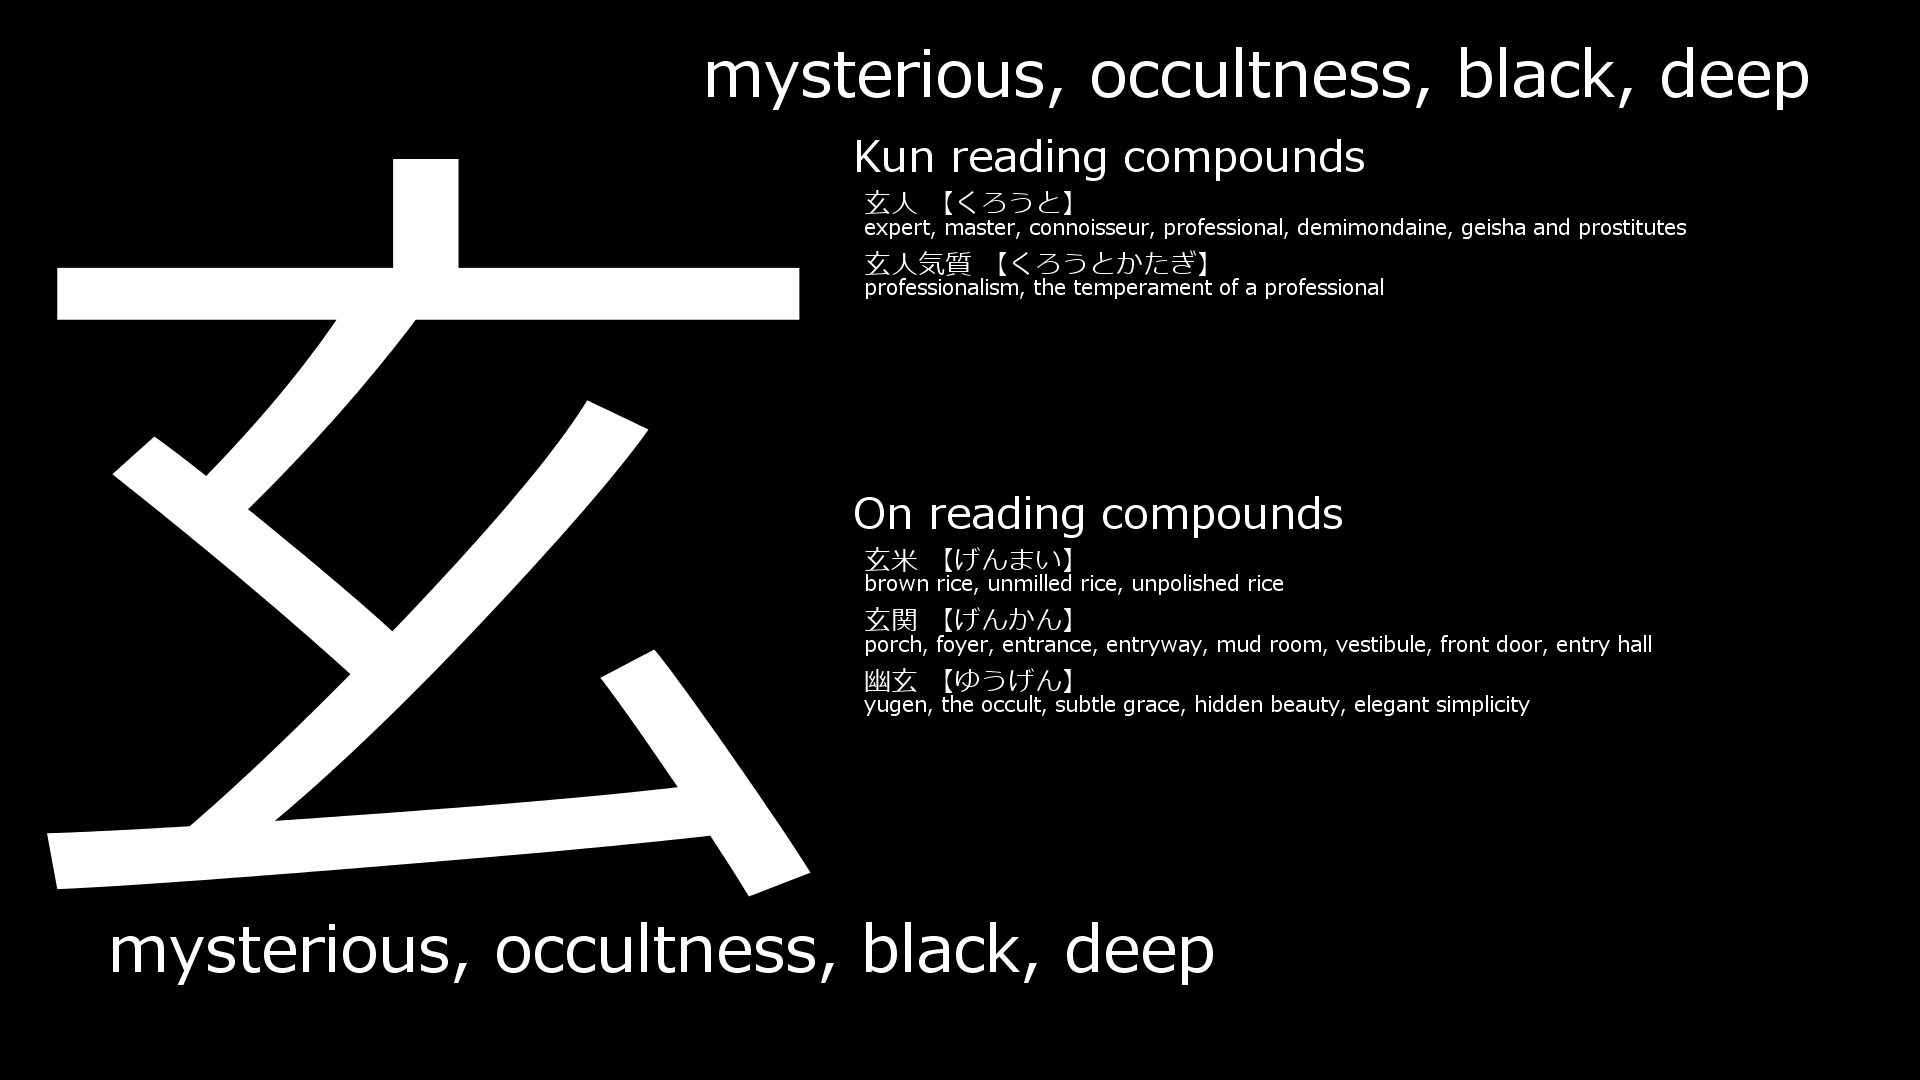 玄
mysterious, occultness, black, deep
Kun reading compounds
玄人 【くろうと】
expert, master, connoisseur, professional, demimondaine, geisha and prostitutes
玄人気質 【くろうとかたぎ】
professionalism, the temperament of a professional
On reading compounds
玄米 【げんまい】
brown rice, unmilled rice, unpolished rice
玄関 【げんかん】
porch, foyer, entrance, entryway, mud room, vestibule, front door, entry hall
幽玄 【ゆうげん】
yugen, the occult, subtle grace, hidden beauty, elegant simplicity
mysterious, occultness, black, deep